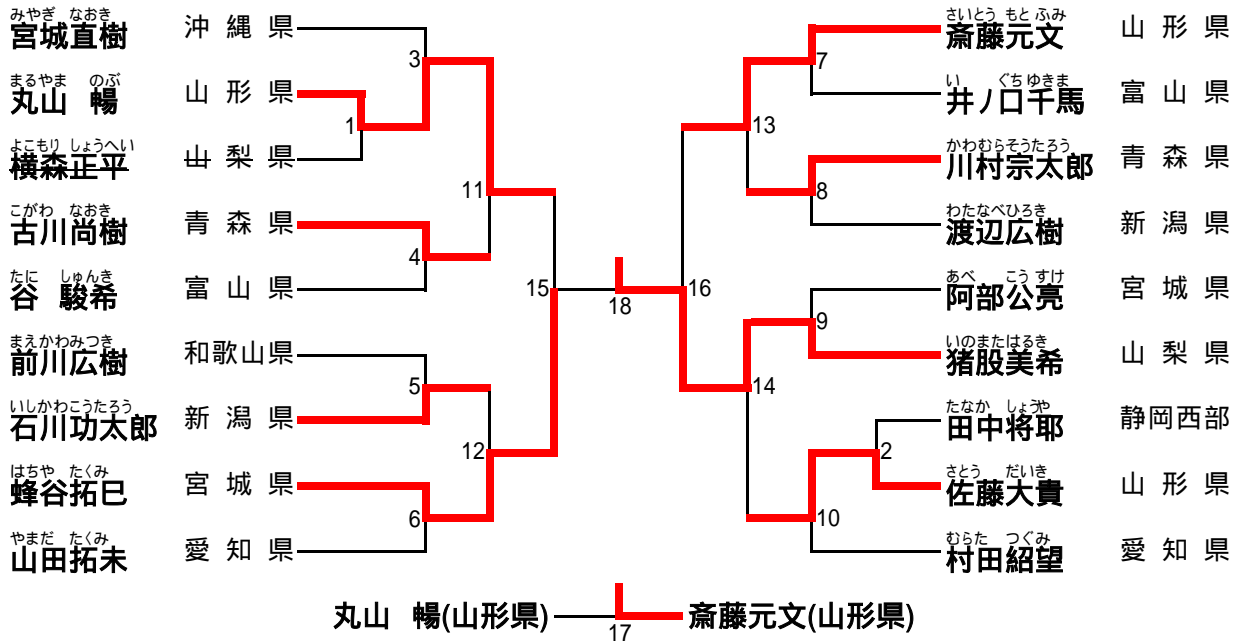 みやぎ なおき
宮城直樹 沖縄県
まるやま のぶ
丸山 暢 山形県
よこもり しょうへい
横森正平 山梨県
こがわ なおき
古川尚樹 青森県
たに しゅんき
谷 駿希 富山県
まえかわみつき
前川広樹 和歌山県
いしかわこうたろう
石川功太郎 新潟県
はちや たくみ
蜂谷拓巳 宮城県
やまだ たくみ
山田拓未 愛知県
3
1
11
4
15
5
12
6
18
さいとう もとふみ
斎藤元文 山形県
い ぐちゆきま
井ノ口千馬 富山県
かわむらそうたろう
川村宗太郎 青森県
わたなべひろき
渡辺広樹 新潟県
あべ こうすけ
阿部公亮 宮城県
いのまたはるき
猪股美希 山梨県
たなか しょうや
田中将耶 静岡西部
さとう だいき
佐藤大貴 山形県
むらた つぐみ
村田紹望 愛知県
7
13
8
16
9
14
2
10
丸山 暢(山形県) 17 斎藤元文(山形県)